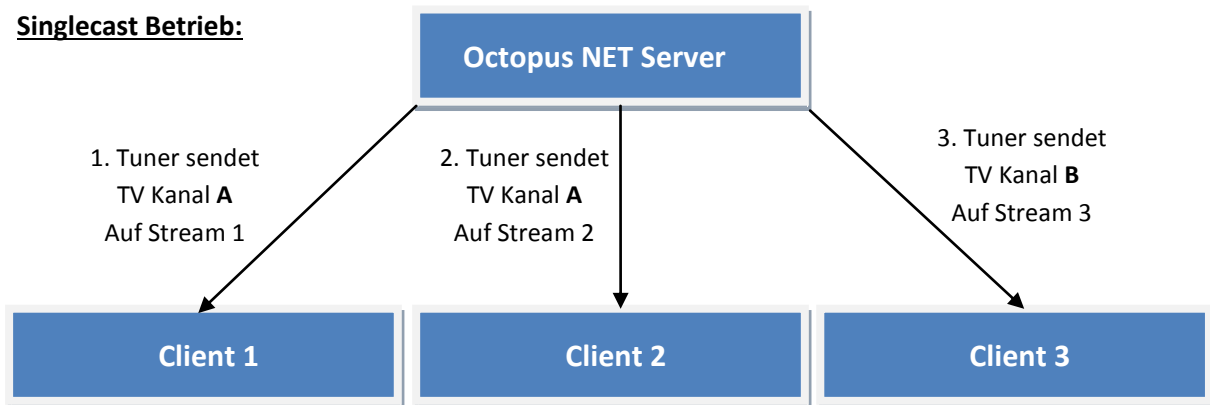 Singlecast Betrieb:
Octopus NET Server
1. Tuner sendet
TV Kanal A
Auf Stream 1
2. Tuner sendet
TV Kanal A
Auf Stream 2
3. Tuner sendet
TV Kanal B
Auf Stream 3
Client 1
Client 2
Client 3